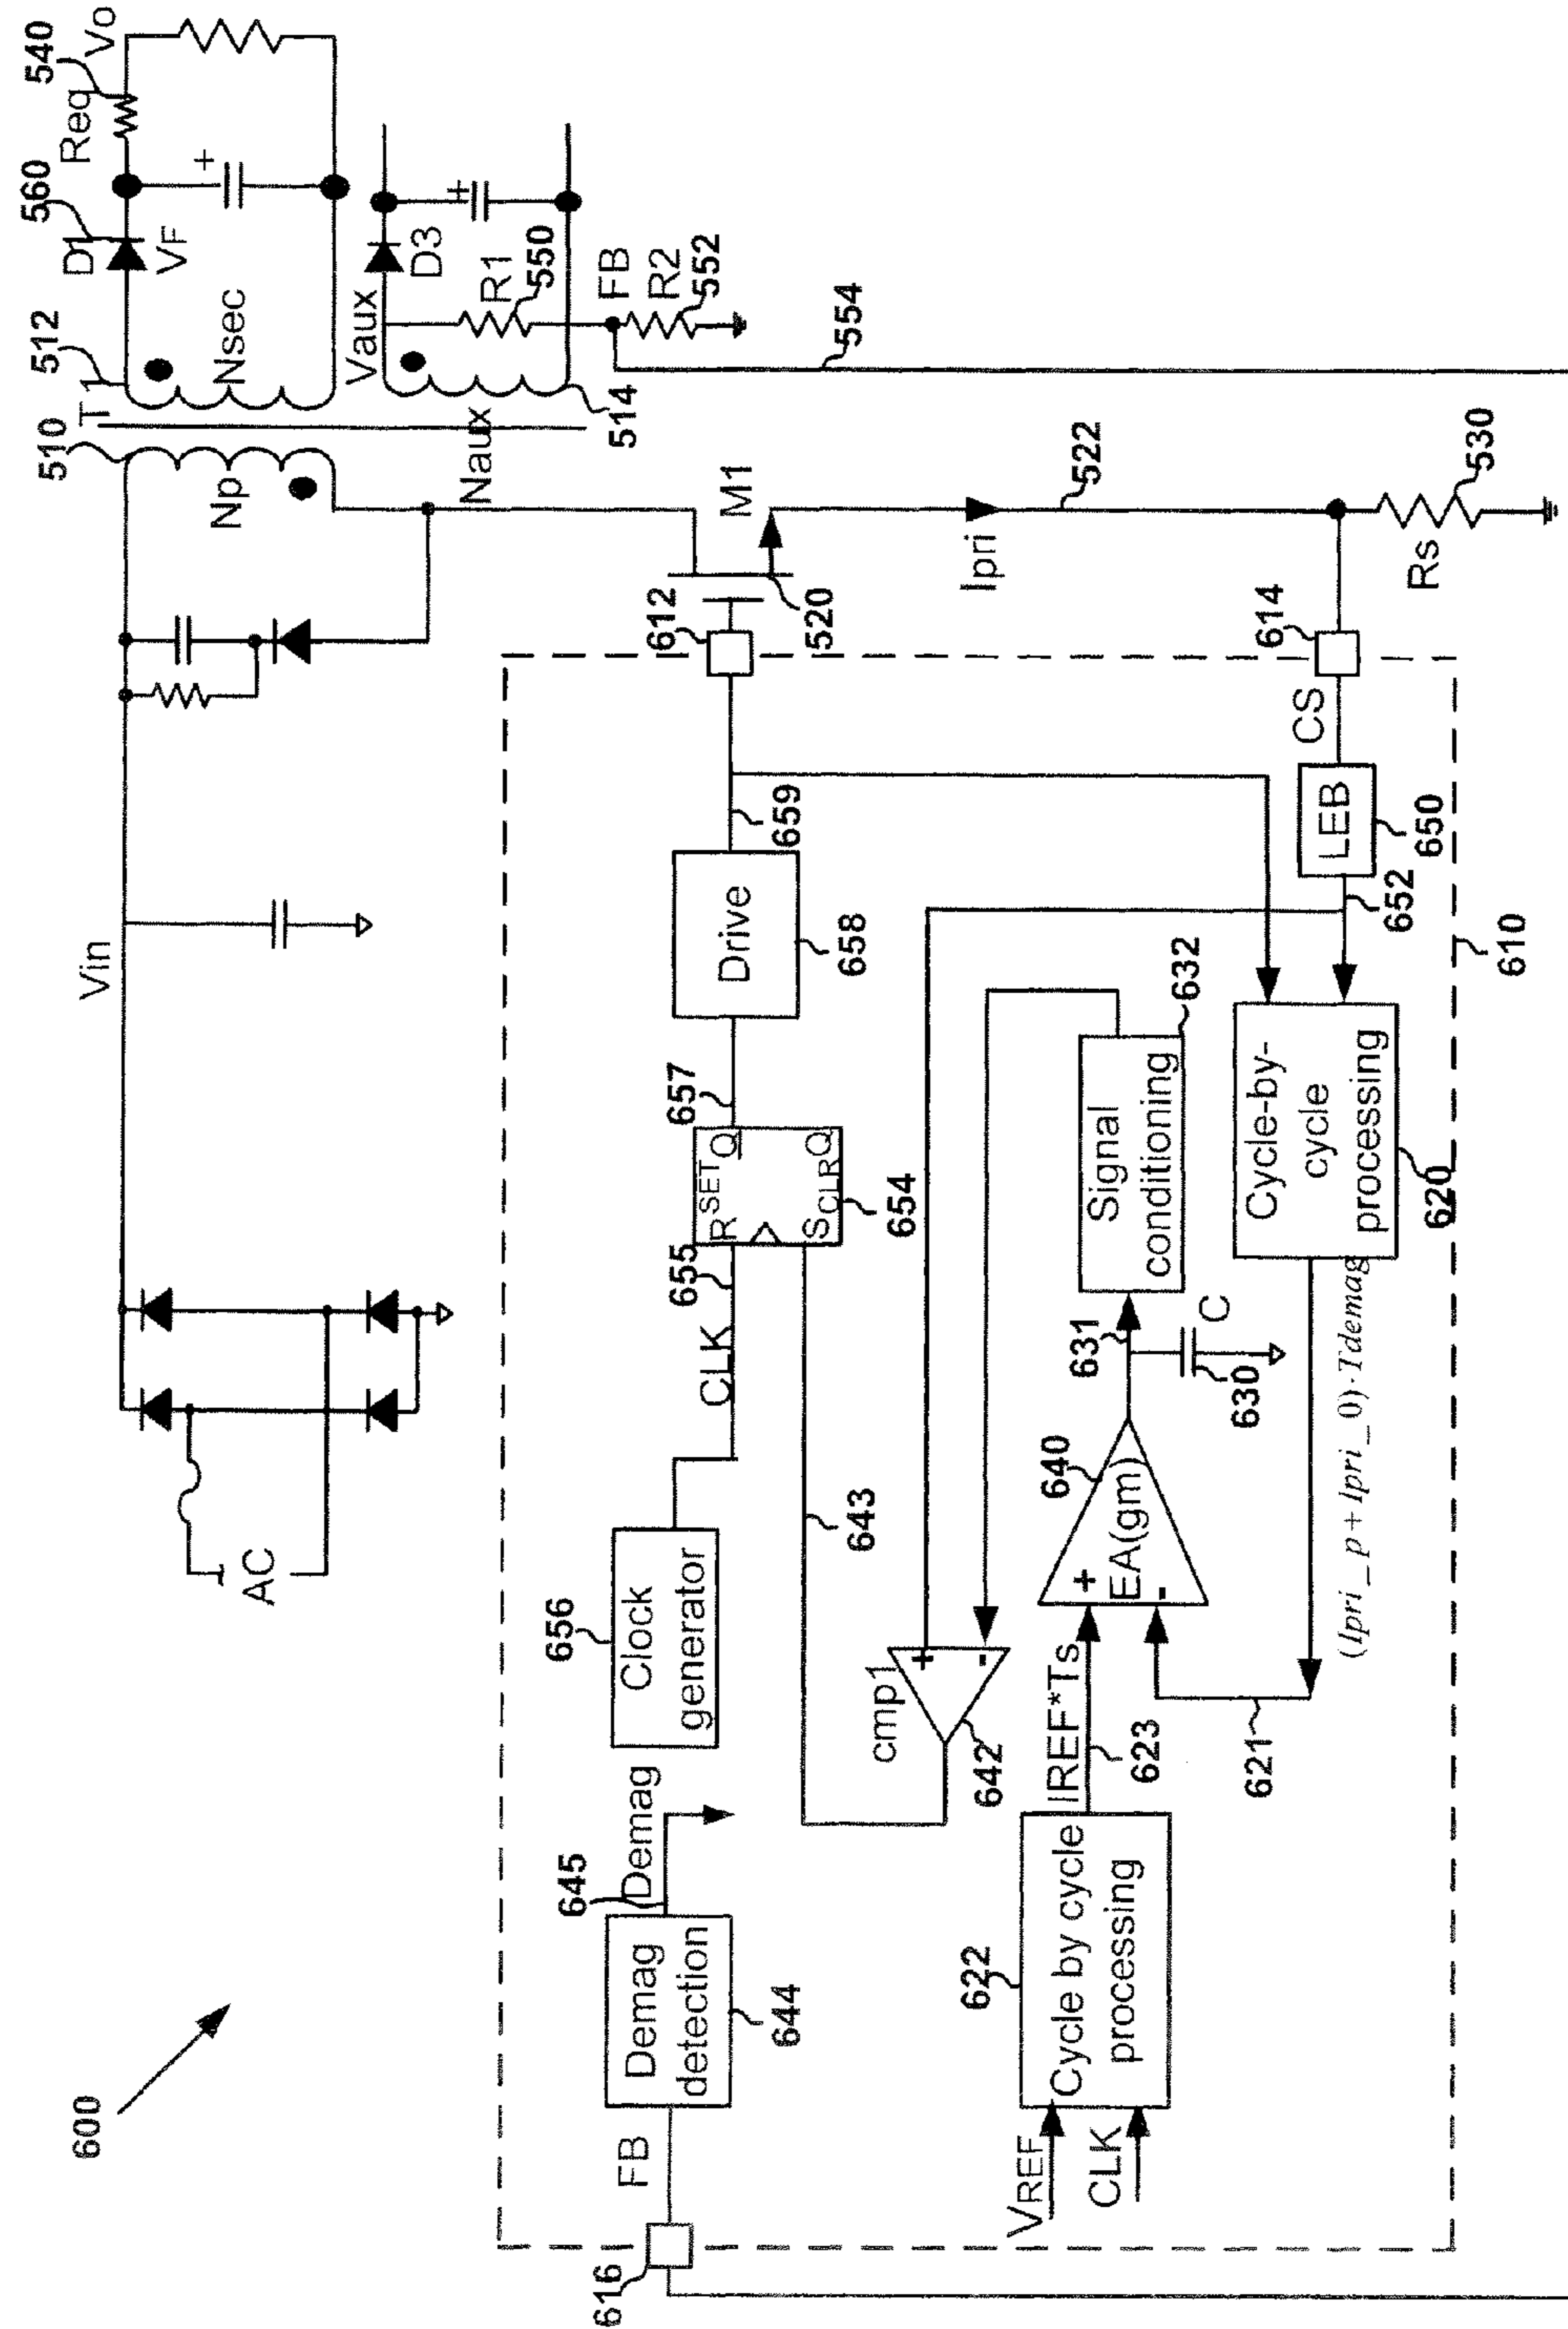 600
AC
Vin
510
T1
512
Np
Nsec
D1
560
VF
Req
540
Vo
Naux
Vaux
514
D3
R1
550
FB
R2
552
554
M1
520
Ipri
522
Rs
530
616
FB
Demag
detection
644
645
Demag
656
Clock
generator
CLK
655
R
SET
Q
S
CLR
Q
654
657
Drive
658
659
612
643
cmp1
+
-
642
VREF
CLK
622
Cycle by cycle
processing
IREF*Ts
623
+
-
EA(gm)
640
631
630
C
Signal
conditioning
632
621
(Ipri_p + Ipri_0)·Tdemag
Cycle-by-
cycle
processing
620
652
LEB
650
CS
614
610
+
+